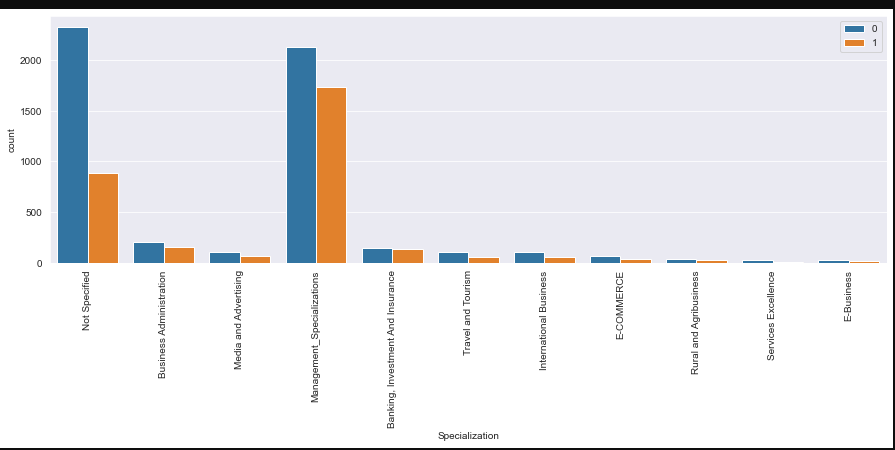 0
1
2000
1500
1000
500
0
count
Not Specified
Business Administration
Media and Advertising
Management_Specializations
Banking, Investment And Insurance
Travel and Tourism
International Business
E-COMMERCE
Rural and Agribusiness
Services Excellence
E-Business
Specialization